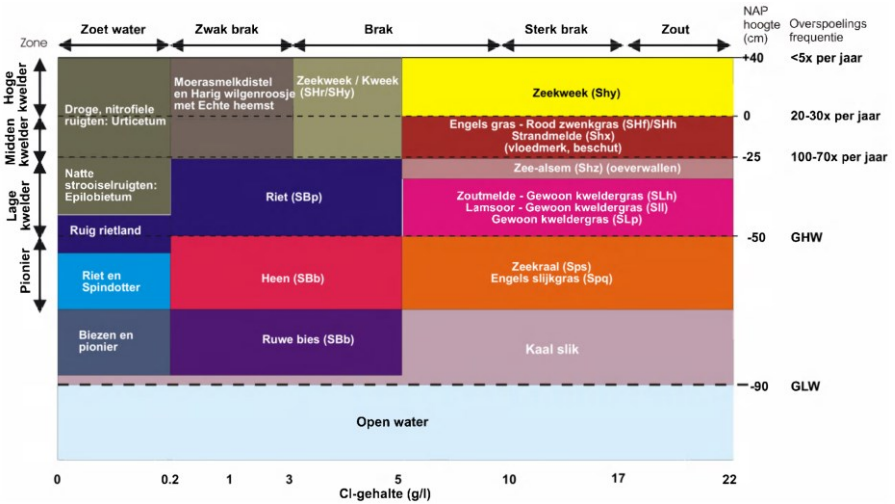 Zoet water
Zwak brak
Brak
Sterk brak
Zout
NAP
hoogte
(cm)
Overspoelings
frequentie
Zone
Hoge
kwelder
Midden
kwelder
Lage
kwelder
Pionier
Droge, nitrofiele
ruigten: Urticetum
Natte
strooiselruigten:
Epilobietum
Ruig rietland
Riet en
Spindotter
Biezen en
pionier
Moerasmelkdistel
en Harig wilgenroosje
met Echte heemst
Zeekweek / Kweek
(SHr/SHy)
Riet (SBp)
Heen (SBb)
Ruwe bies (SBb)
Zeekweek (Shy)
Engels gras - Rood zwenkgras (SHf)/SHh
Strandmelde (Shx)
(vloedmerk, beschut)
Zee-alsem (Shz) (oeverwallen)
Zoutmelde - Gewoon kweldergras (SLh)
Lamsoor - Gewoon kweldergras (Sll)
Gewoon kweldergras (SLp)
Zeekraal (Sps)
Engels slijkgras (Spq)
Kaal slik
Open water
+40
<5x per jaar
0
20-30x per jaar
-25
100-70x per jaar
-50
GHW
-90
GLW
0
0.2
1
3
5
10
17
22
Cl-gehalte (g/l)